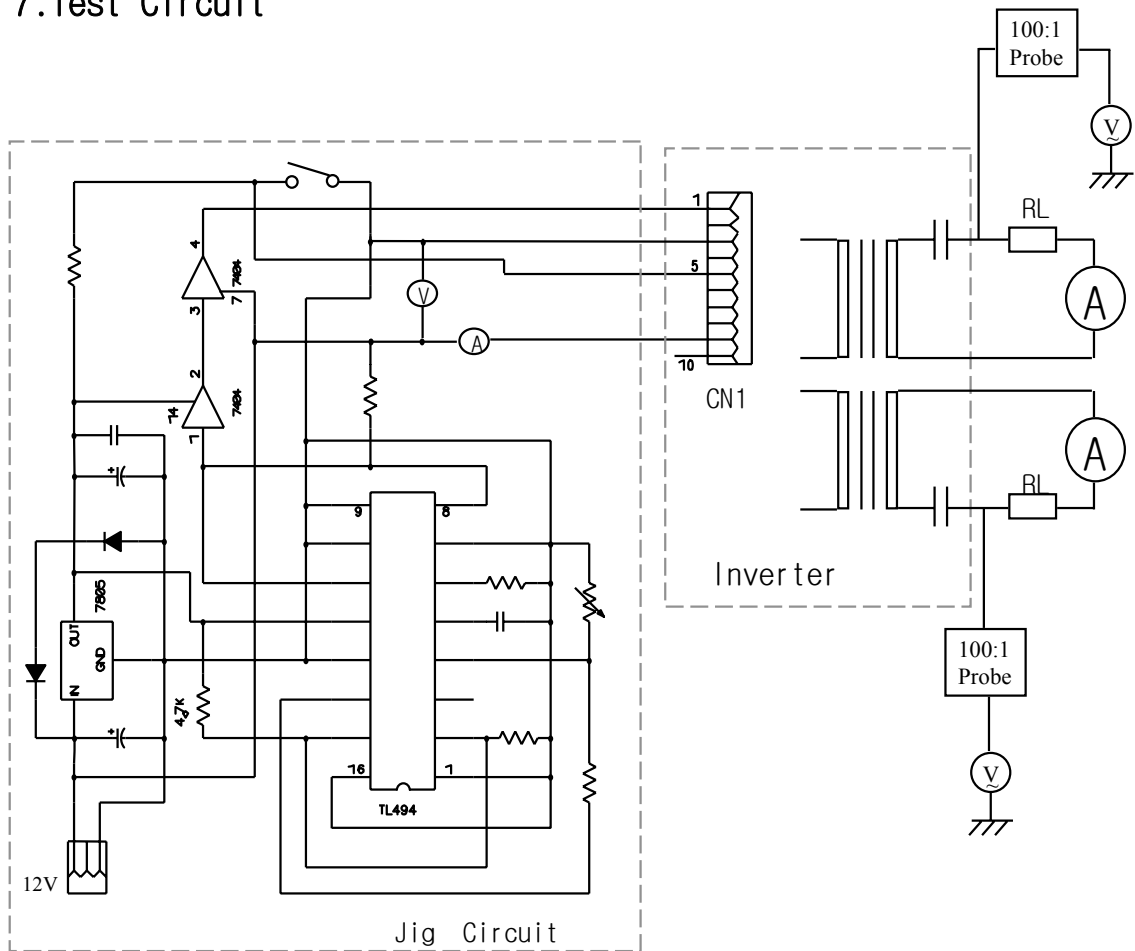 7.Test Circuit
100:1
Probe
V
~
RL
A
1
5
10
CN1
4
7404
7
3
V
A
2
14
7404
1
A
RL
9
8
Inverter
7805
OUT
GND
IN
4,7K
100:1
Probe
V
~
16
1
TL494
12V
Jig Circuit